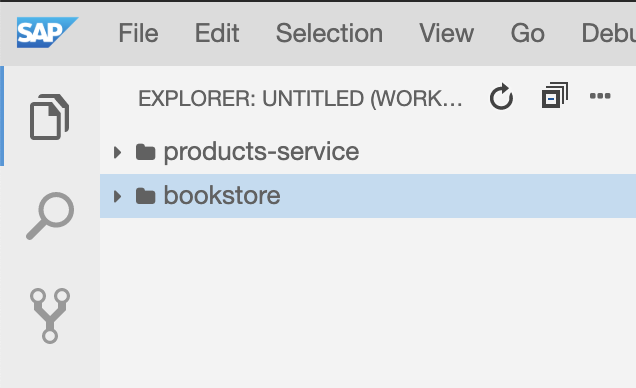 SAP File Edit Selection View Go Debu
EXPLORER: UNTITLED (WORK...
products-service
bookstore